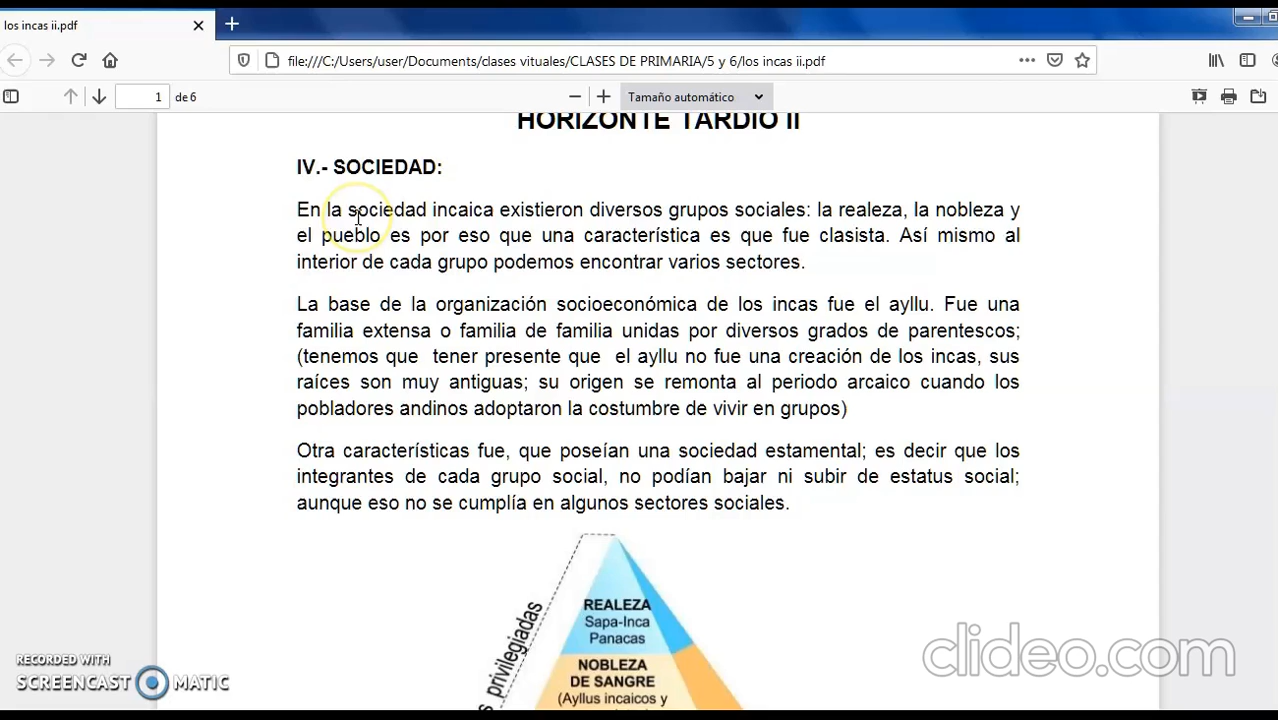 los incas ii.pdf
file:///C:/Users/user/Documents/clases vituales/CLASES DE PRIMARIA/5 y 6/los incas ii.pdf
1 de 6
Tamaño automático
HORIZONTE TARDIO II
IV.- SOCIEDAD:
En la sociedad incaica existieron diversos grupos sociales: la realeza, la nobleza y
el pueblo es por eso que una característica es que fue clasista. Así mismo al
interior de cada grupo podemos encontrar varios sectores.
La base de la organización socioeconómica de los incas fue el ayllu. Fue una
familia extensa o familia de familia unidas por diversos grados de parentescos;
(tenemos que tener presente que el ayllu no fue una creación de los incas, sus
raíces son muy antiguas; su origen se remonta al periodo arcaico cuando los
pobladores andinos adoptaron la costumbre de vivir en grupos)
Otra características fue, que poseían una sociedad estamental; es decir que los
integrantes de cada grupo social, no podían bajar ni subir de estatus social;
aunque eso no se cumplía en algunos sectores sociales.
REALEZA
Sapa-Inca
Panacas
NOBLEZA
DE SANGRE
(Ayllus incaicos y
privilegiadas
RECORDED WITH
SCREENCAST MATIC
clideo.com